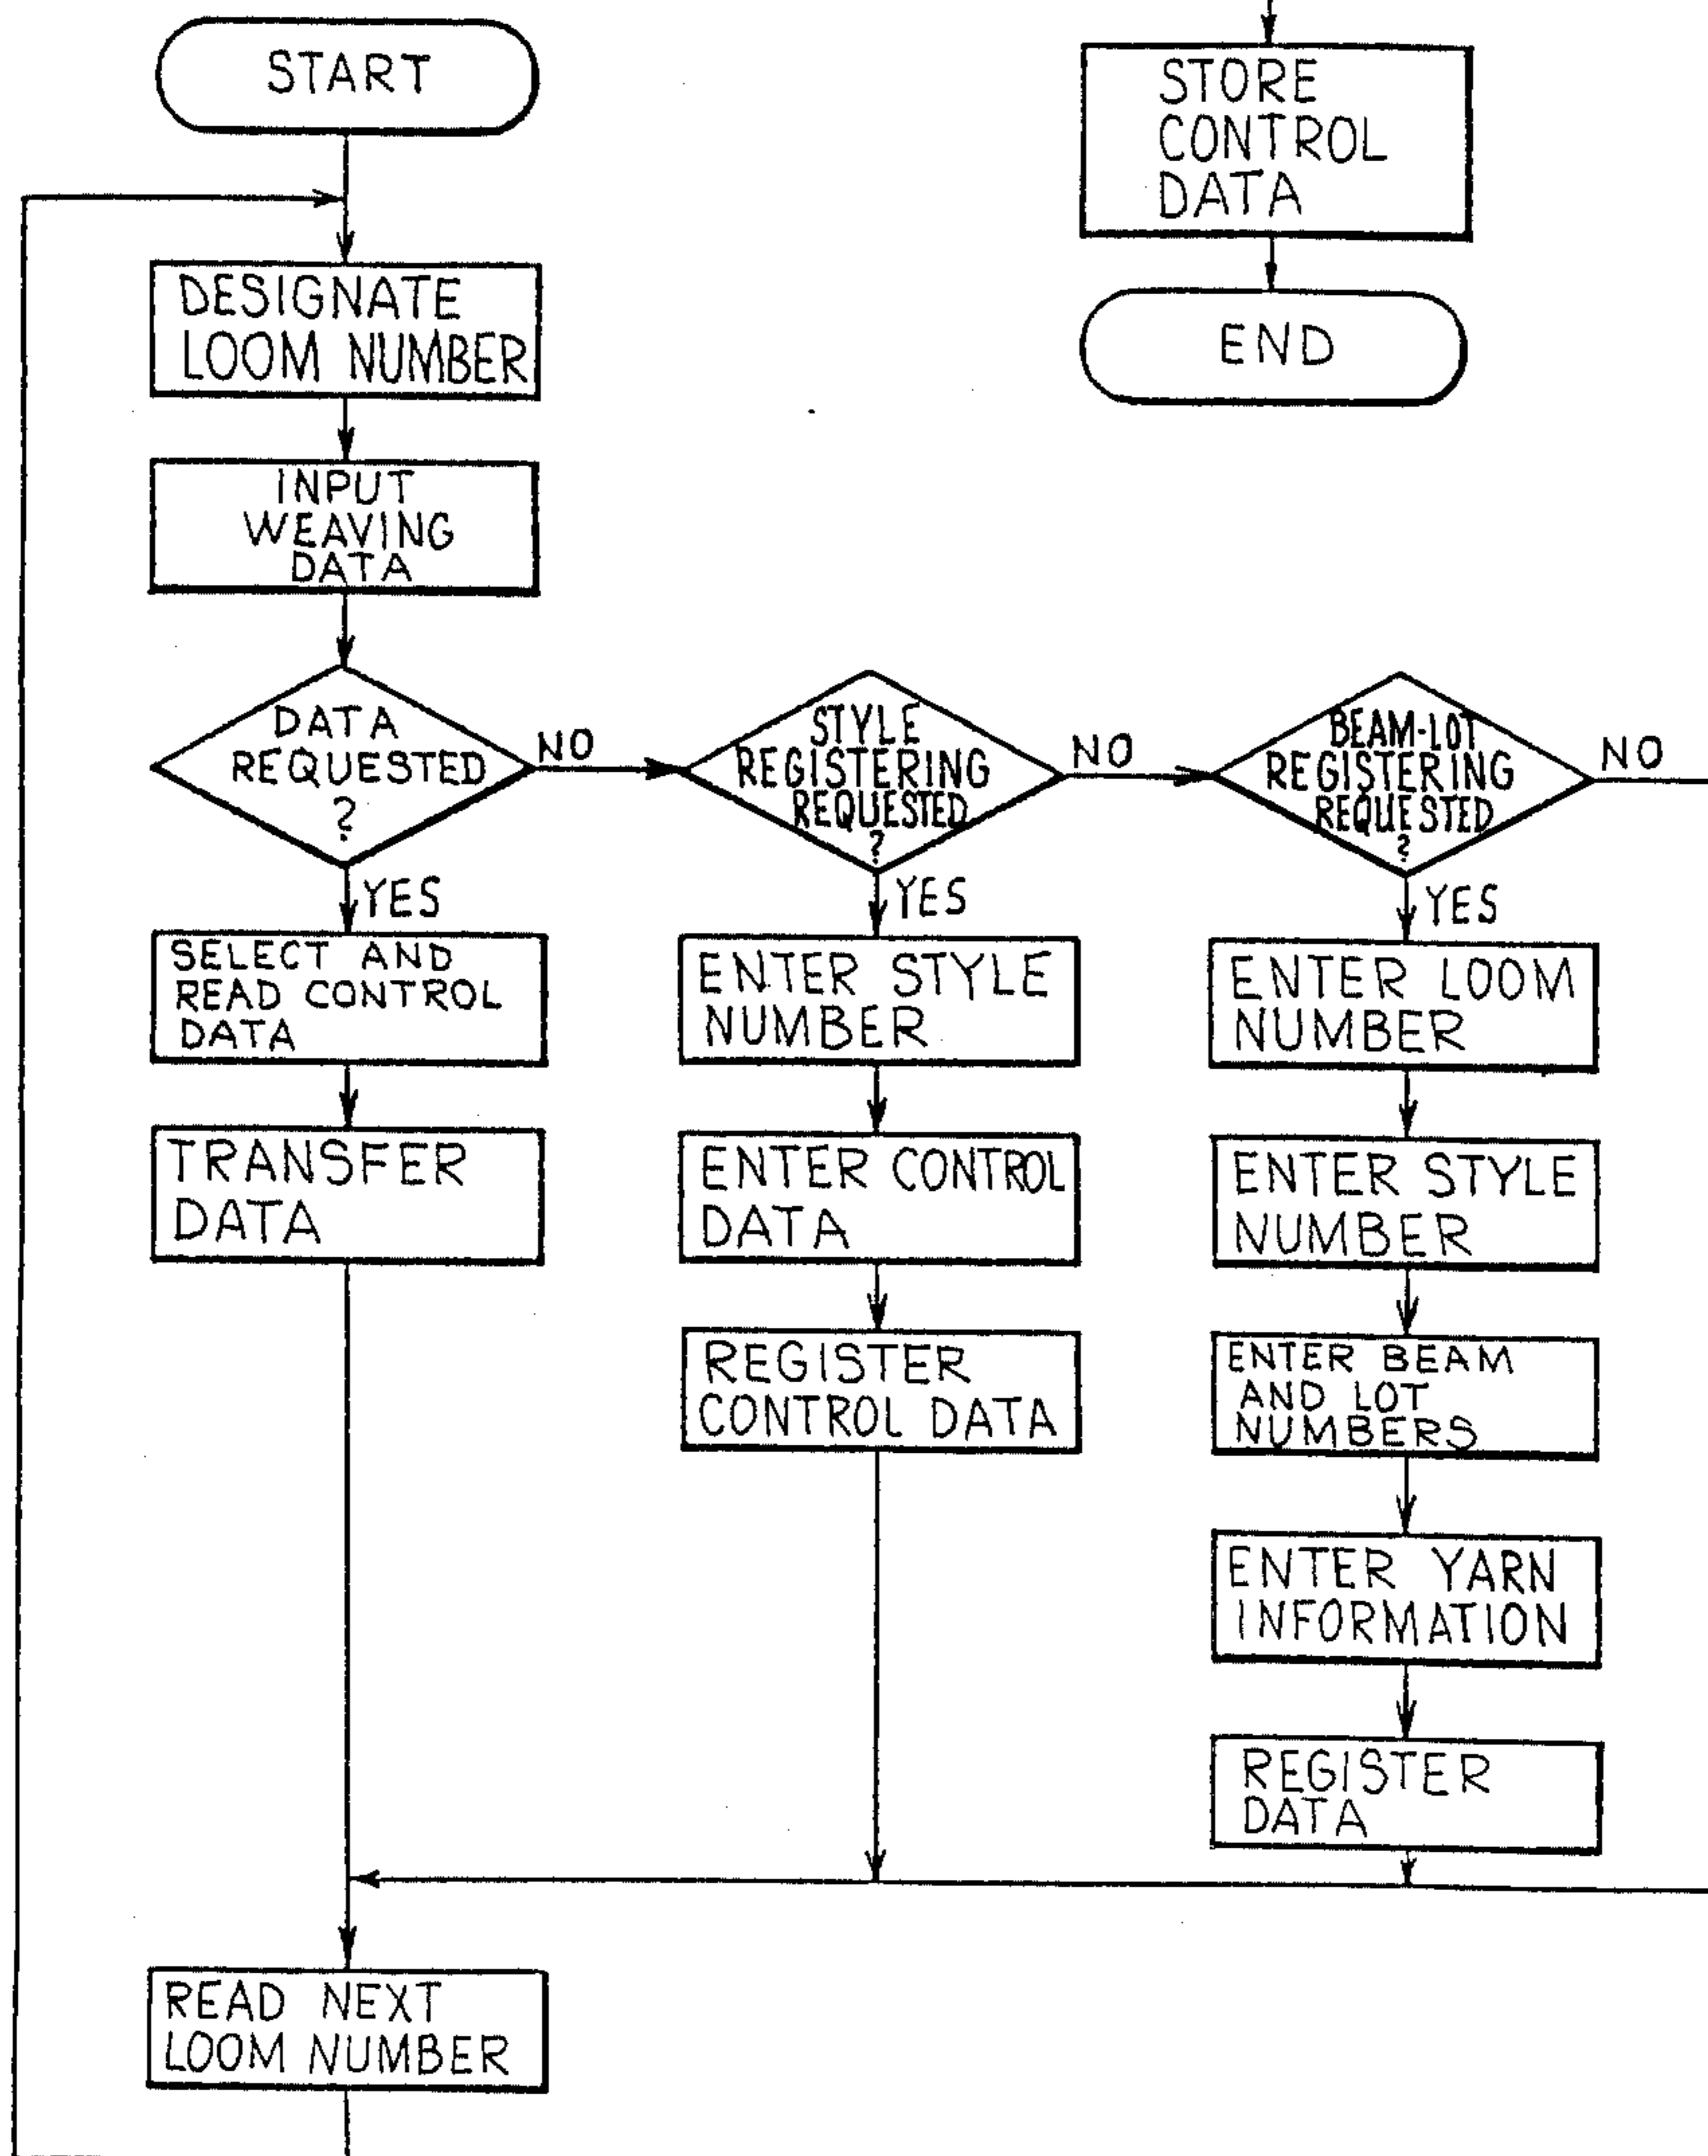 START
STORE
CONTROL
DATA
END
DESIGNATE
LOOM NUMBER
INPUT
WEAVING
DATA
DATA
REQUESTED
?
NO
STYLE
REGISTERING
REQUESTED
?
NO
BEAM-LOT
REGISTERING
REQUESTED
?
NO
YES
SELECT AND
READ CONTROL
DATA
TRANSFER
DATA
YES
ENTER STYLE
NUMBER
ENTER CONTROL
DATA
REGISTER
CONTROL DATA
YES
ENTER LOOM
NUMBER
ENTER STYLE
NUMBER
ENTER BEAM
AND LOT
NUMBERS
ENTER YARN
INFORMATION
REGISTER
DATA
READ NEXT
LOOM NUMBER